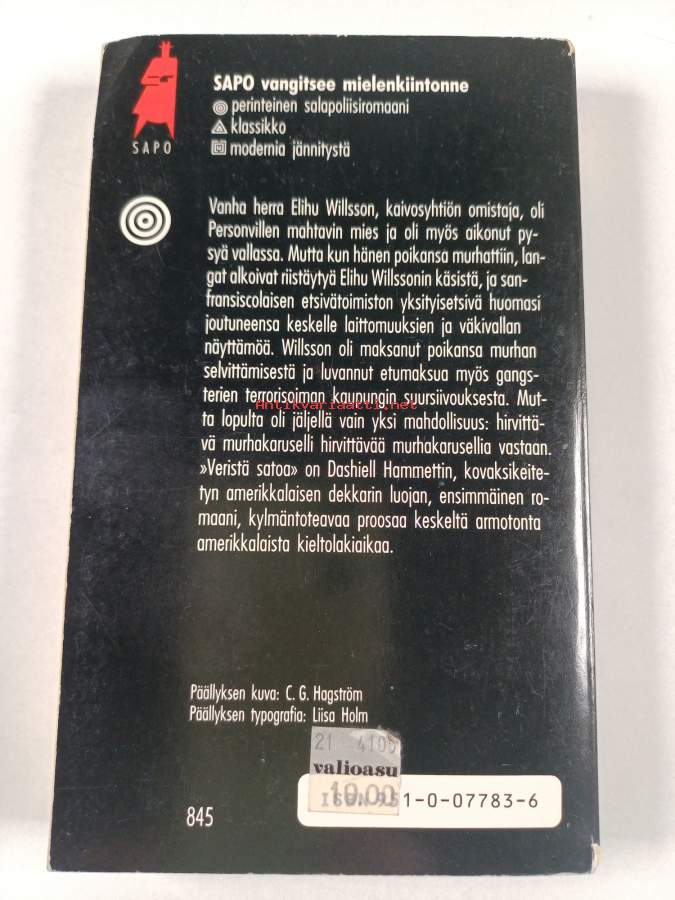 SAPO vangitsee mielenkiintonne
perinteinen salapoliisiromaani
klassikko
modernia jännitystä
SAPO
Vanha herra Elihu Willsson, kaivosyhtiön omistaja, oli
Personvillen mahtavin mies ja oli myös aikonut py-
syä vallassa. Mutta kun hänen poikansa murhattiin, lan-
gat alkoivat riistäytyä Elihu Willssonin käsistä, ja san-
fransiscolaisen etsivätoimiston yksityisetsivä huomasi
joutuneensa keskelle laittomuuksien ja väkivallan
näyttämöä. Willsson oli maksanut poikansa murhan
selvittämisestä ja luvannut etumaksua myös gangs-
terien terrorisoiman kaupungin suursiivouksesta. Mut-
Antikvariaatti.net
ta lopulta oli jäljellä vain yksi mahdollisuus: hirvittä-
vä murhakaruselli hirvittävää murhakarusellia vastaan.
»Veristä satoa» on Dashiell Hammettin, kovaksikeite-
tyn amerikkalaisen dekkarin luojan, ensimmäinen ro-
maani, kylmäntoteavaa proosaa keskeltä armotonta
amerikkalaista kieltolakiaikaa.
Päällyksen kuva: C. G. Hagström
Päällyksen typografia: Liisa Holm
21 4105
valioasu
10.00
1-0-07783-6
845